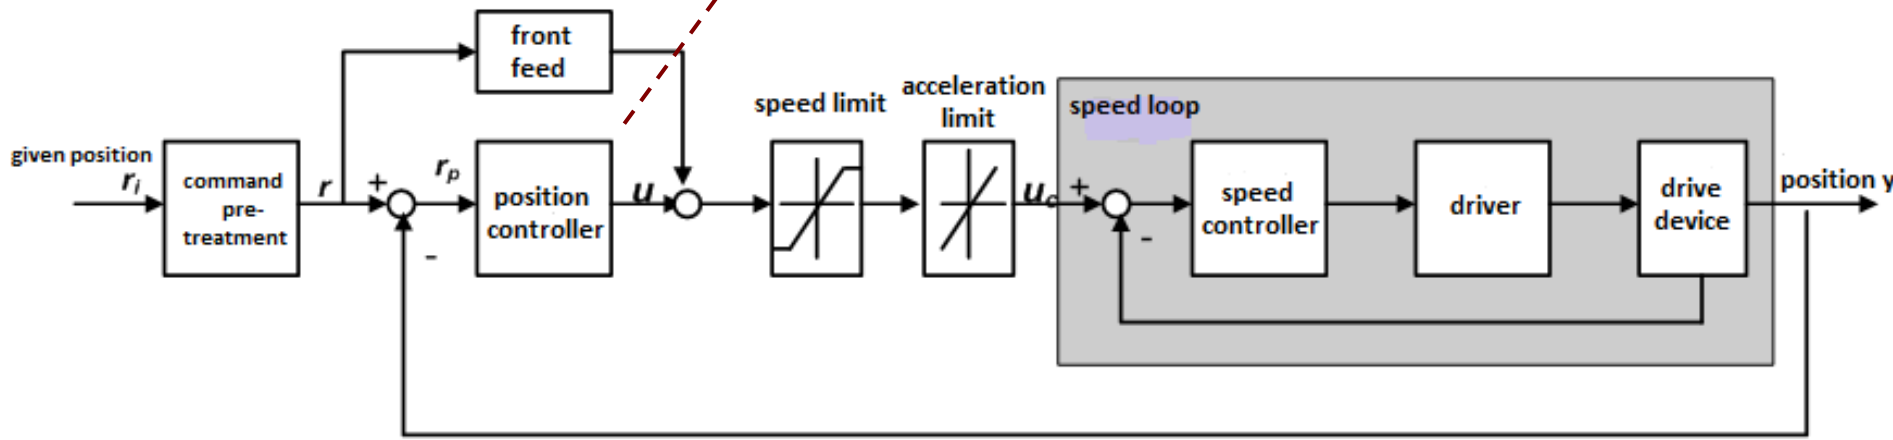 front
feed
speed limit
acceleration
limit
speed loop
given position
rᵢ
command
pre-
treatment
r
+
-
rₚ
position
controller
u
u꜀
+
-
speed
controller
driver
drive
device
position y